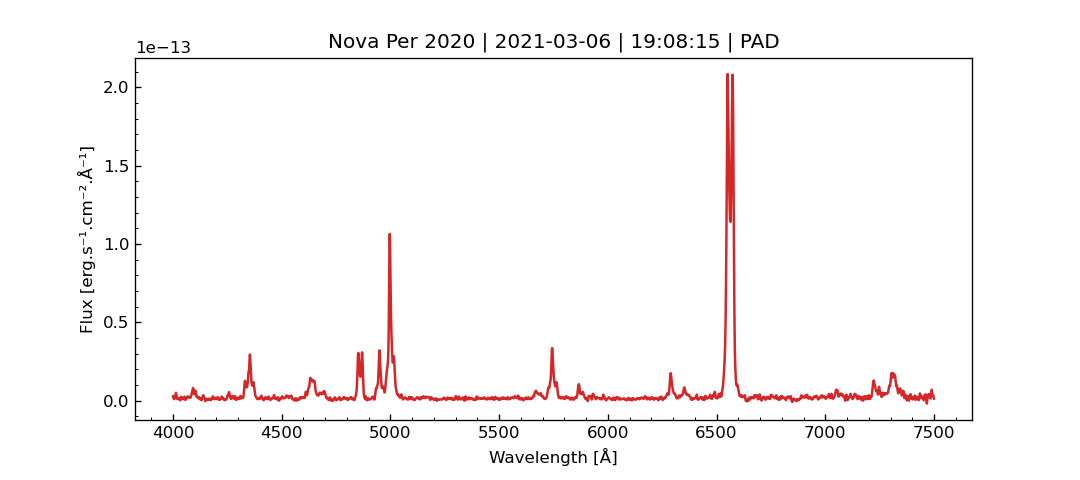 Nova Per 2020 | 2021-03-06 | 19:08:15 | PAD
1e−13
2.0
1.5
1.0
0.5
0.0
Flux [erg.s⁻¹.cm⁻².Å⁻¹]
4000 4500 5000 5500 6000 6500 7000 7500
Wavelength [Å]